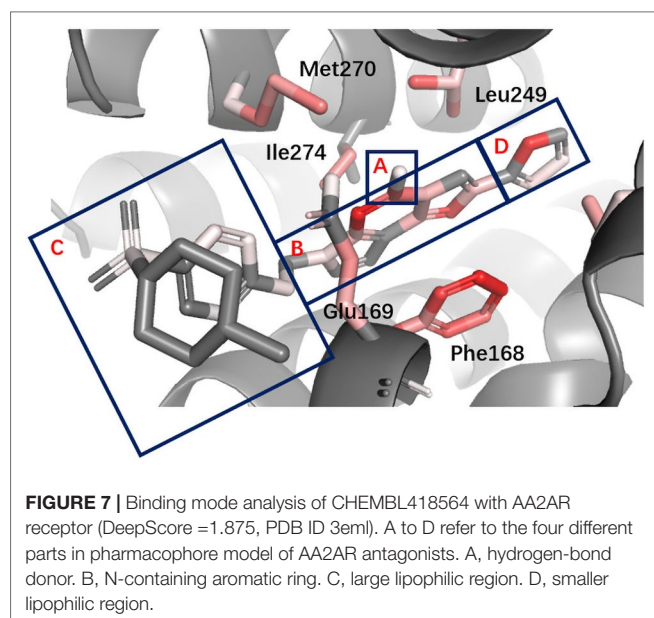 Met270
Leu249
Ile274
A
D
C
B
Glu169
Phe168
FIGURE 7 | Binding mode analysis of CHEMBL418564 with AA2AR
receptor (DeepScore =1.875, PDB ID 3eml). A to D refer to the four different
parts in pharmacophore model of AA2AR antagonists. A, hydrogen-bond
donor. B, N-containing aromatic ring. C, large lipophilic region. D, smaller
lipophilic region.